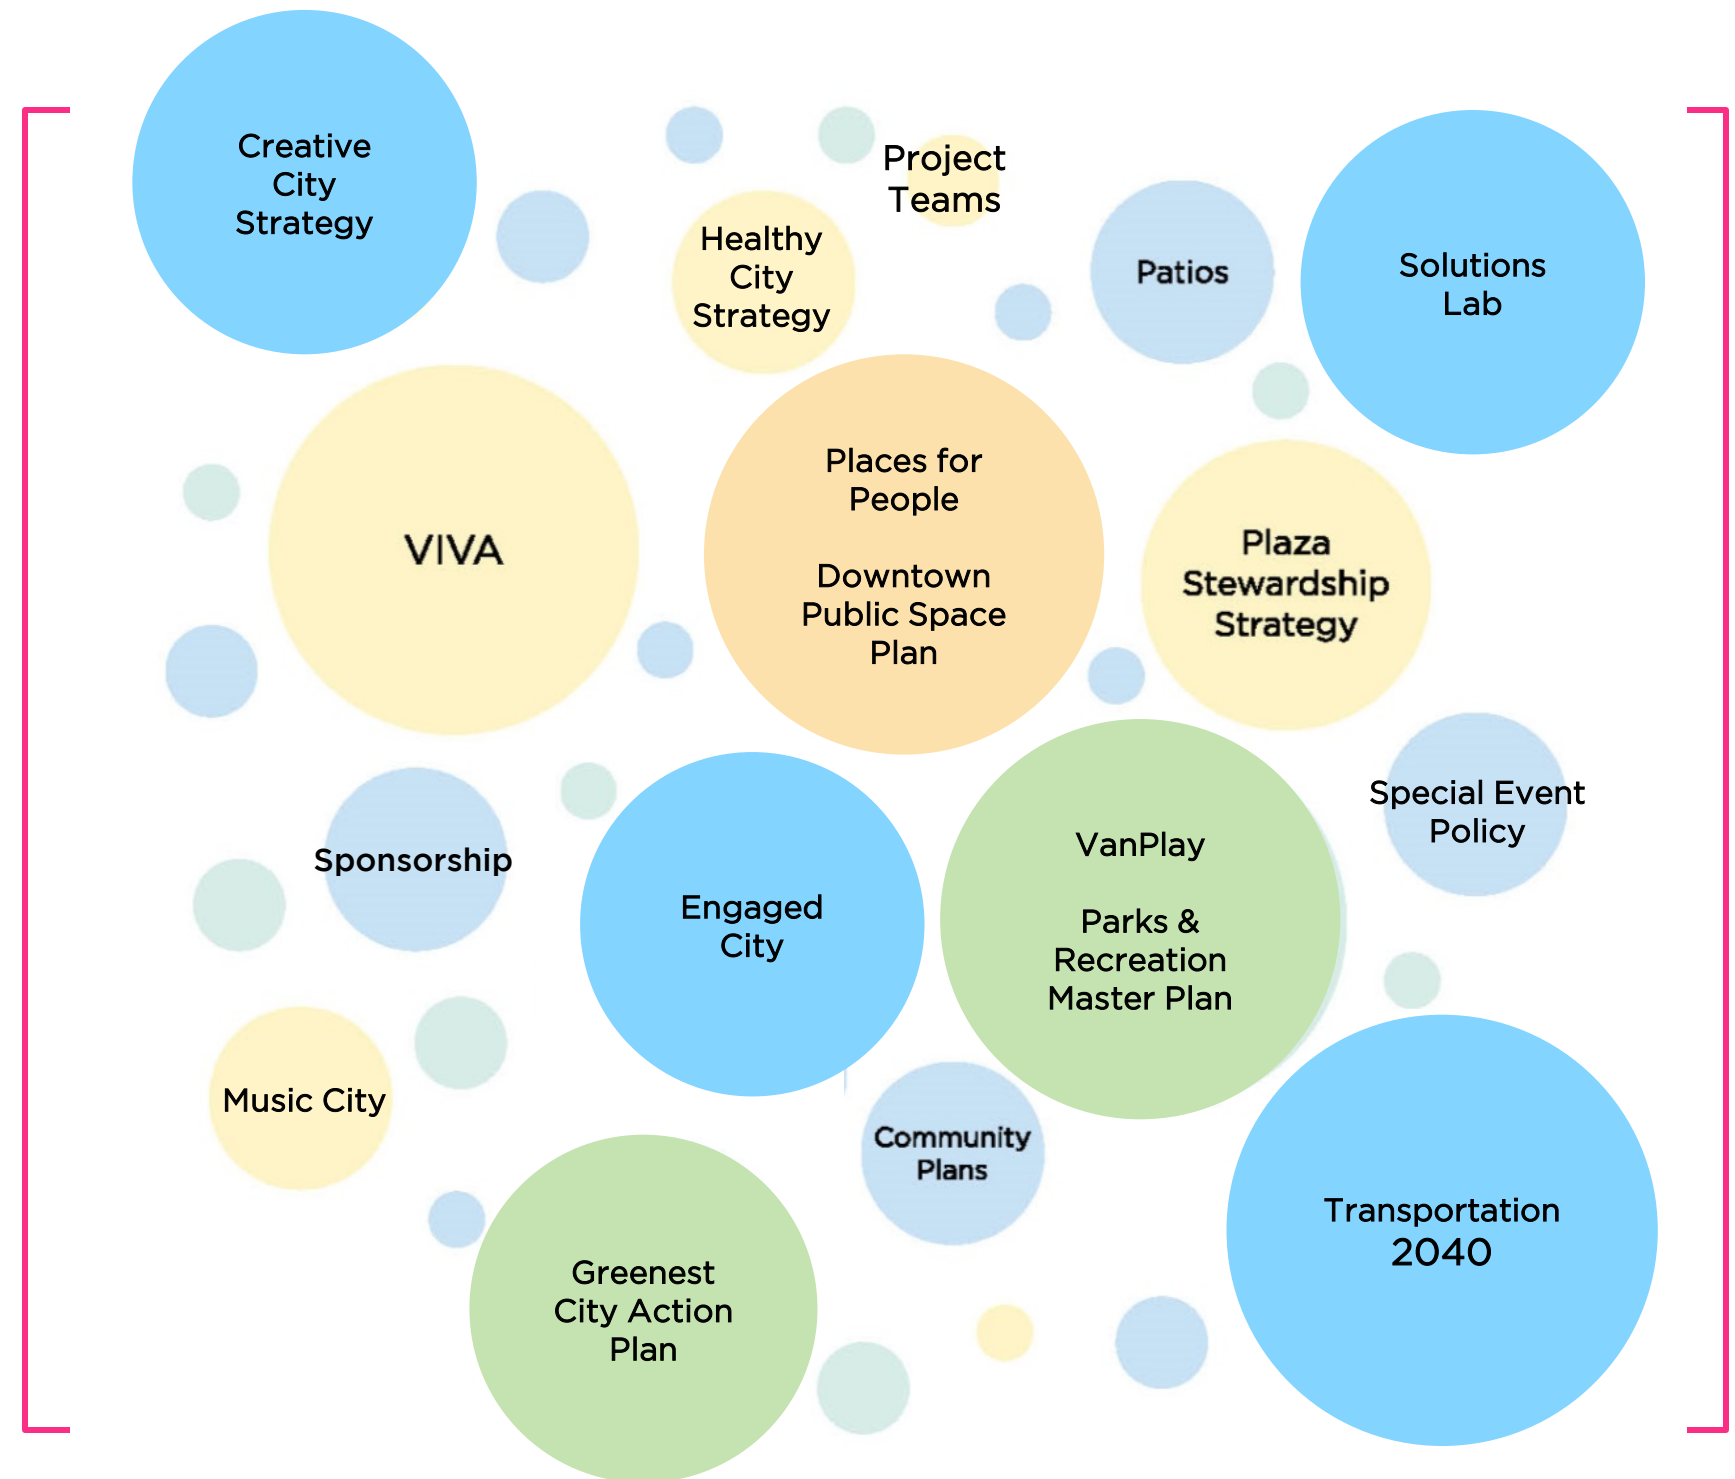 Creative
City
Strategy
Project
Teams
Healthy
City
Strategy
Patios
Solutions
Lab
VIVA
Places for
People
Downtown
Public Space
Plan
Plaza
Stewardship
Strategy
Sponsorship
Engaged
City
VanPlay
Parks &
Recreation
Master Plan
Special Event
Policy
Music City
Community
Plans
Greenest
City Action
Plan
Transportation
2040